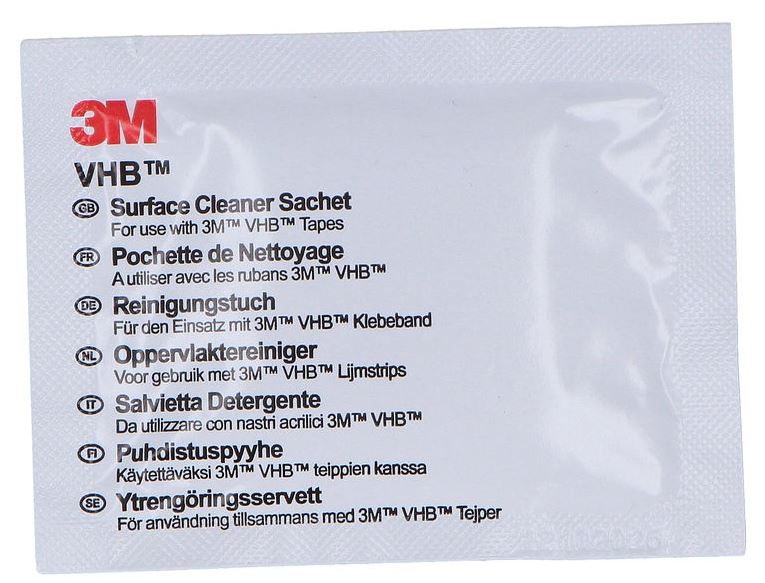 3M
VHB™
GB Surface Cleaner Sachet
For use with 3M™ VHB™ Tapes
FR Pochette de Nettoyage
A utiliser avec les rubans 3M™ VHB™
DE Reinigungstuch
Für den Einsatz mit 3M™ VHB™ Klebeband
NL Oppervlaktereiniger
Voor gebruik met 3M™ VHB™ Lijmstrips
IT Salvietta Detergente
Da utilizzare con nastri acrilici 3M™ VHB™
FI Puhdistuspyyhe
Käytettäväksi 3M™ VHB™ teippien kanssa
SE Ytrengöringsservett
För användning tillsammans med 3M™ VHB™ Tejper